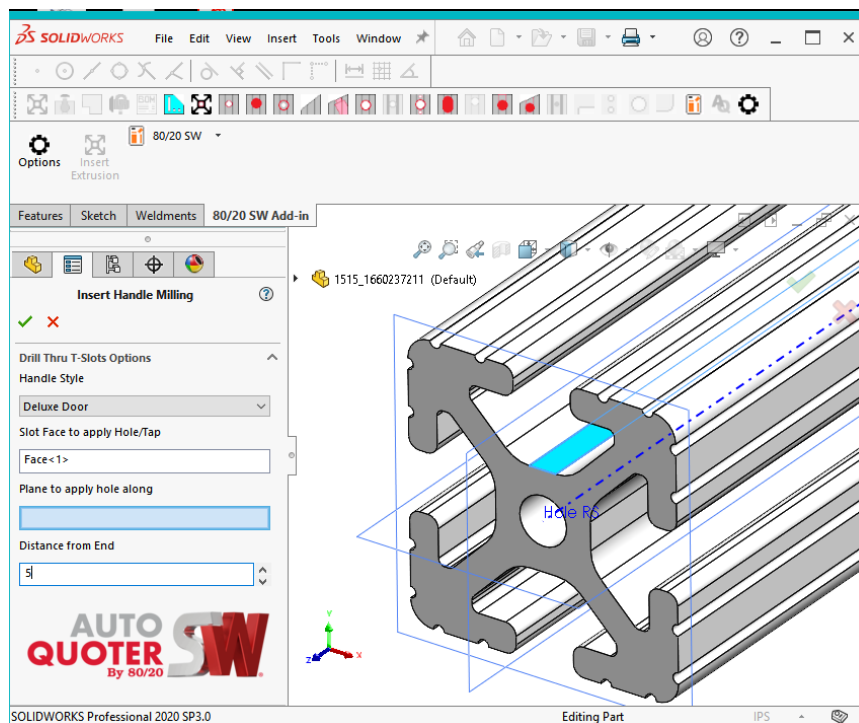 SOLIDWORKS File Edit View Insert Tools Window
80/20 SW
Options
Insert
Extrusion
Features Sketch Weldments 80/20 SW Add-in
1515_1660237211 (Default)
Insert Handle Milling
Drill Thru T-Slots Options
Handle Style
Deluxe Door
Slot Face to apply Hole/Tap
Face<1>
Plane to apply hole along
Hole R6
Distance from End
5
AUTO
QUOTER
By 80/20
SW
Y
Z
X
SOLIDWORKS Professional 2020 SP3.0 Editing Part IPS